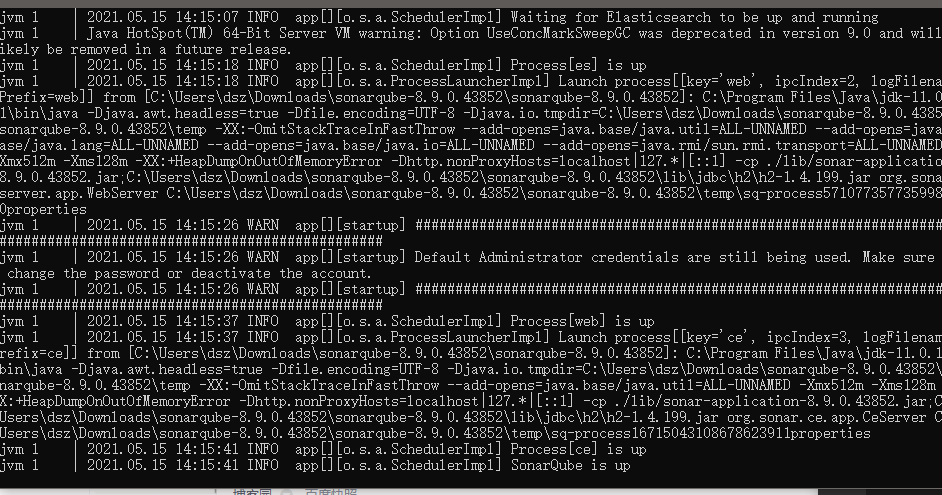 jvm 1    | 2021.05.15 14:15:07 INFO  app[][o.s.a.SchedulerImpl] Waiting for Elasticsearch to be up and running
jvm 1    | Java HotSpot(TM) 64-Bit Server VM warning: Option UseConcMarkSweepGC was deprecated in version 9.0 and will
ikely be removed in a future release.
jvm 1    | 2021.05.15 14:15:18 INFO  app[][o.s.a.SchedulerImpl] Process[es] is up
jvm 1    | 2021.05.15 14:15:18 INFO  app[][o.s.a.ProcessLauncherImpl] Launch process[[key='web', ipcIndex=2, logFilena
Prefix=web]] from [C:\Users\dsz\Downloads\sonarqube-8.9.0.43852\sonarqube-8.9.0.43852]: C:\Program Files\Java\jdk-11.0.
1\bin\java -Djava.awt.headless=true -Dfile.encoding=UTF-8 -Djava.io.tmpdir=C:\Users\dsz\Downloads\sonarqube-8.9.0.43852
sonarqube-8.9.0.43852\temp -XX:-OmitStackTraceInFastThrow --add-opens=java.base/java.util=ALL-UNNAMED --add-opens=java
ase/java.lang=ALL-UNNAMED --add-opens=java.base/java.io=ALL-UNNAMED --add-opens=java.rmi/sun.rmi.transport=ALL-UNNAMED
Xmx512m -Xms128m -XX:+HeapDumpOnOutOfMemoryError -Dhttp.nonProxyHosts=localhost|127.*|[::1] -cp ./lib/sonar-applicatio
8.9.0.43852.jar;C:\Users\dsz\Downloads\sonarqube-8.9.0.43852\sonarqube-8.9.0.43852\lib\jdbc\h2\h2-1.4.199.jar org.sona
server.app.WebServer C:\Users\dsz\Downloads\sonarqube-8.9.0.43852\sonarqube-8.9.0.43852\temp\sq-process571077357735998
0properties
jvm 1    | 2021.05.15 14:15:26 WARN  app[][startup] ##################################################################
################################################
jvm 1    | 2021.05.15 14:15:26 WARN  app[][startup] Default Administrator credentials are still being used. Make sure
change the password or deactivate the account.
jvm 1    | 2021.05.15 14:15:26 WARN  app[][startup] ##################################################################
################################################
jvm 1    | 2021.05.15 14:15:37 INFO  app[][o.s.a.SchedulerImpl] Process[web] is up
jvm 1    | 2021.05.15 14:15:37 INFO  app[][o.s.a.ProcessLauncherImpl] Launch process[[key='ce', ipcIndex=3, logFilenam
refix=ce]] from [C:\Users\dsz\Downloads\sonarqube-8.9.0.43852\sonarqube-8.9.0.43852]: C:\Program Files\Java\jdk-11.0.1
bin\java -Djava.awt.headless=true -Dfile.encoding=UTF-8 -Djava.io.tmpdir=C:\Users\dsz\Downloads\sonarqube-8.9.0.43852\
narqube-8.9.0.43852\temp -XX:-OmitStackTraceInFastThrow --add-opens=java.base/java.util=ALL-UNNAMED -Xmx512m -Xms128m
X:+HeapDumpOnOutOfMemoryError -Dhttp.nonProxyHosts=localhost|127.*|[::1] -cp ./lib/sonar-application-8.9.0.43852.jar;C
Users\dsz\Downloads\sonarqube-8.9.0.43852\sonarqube-8.9.0.43852\lib\jdbc\h2\h2-1.4.199.jar org.sonar.ce.app.CeServer C
Users\dsz\Downloads\sonarqube-8.9.0.43852\sonarqube-8.9.0.43852\temp\sq-process16715043108678623911properties
jvm 1    | 2021.05.15 14:15:41 INFO  app[][o.s.a.SchedulerImpl] Process[ce] is up
jvm 1    | 2021.05.15 14:15:41 INFO  app[][o.s.a.SchedulerImpl] SonarQube is up
博客园 百度快照